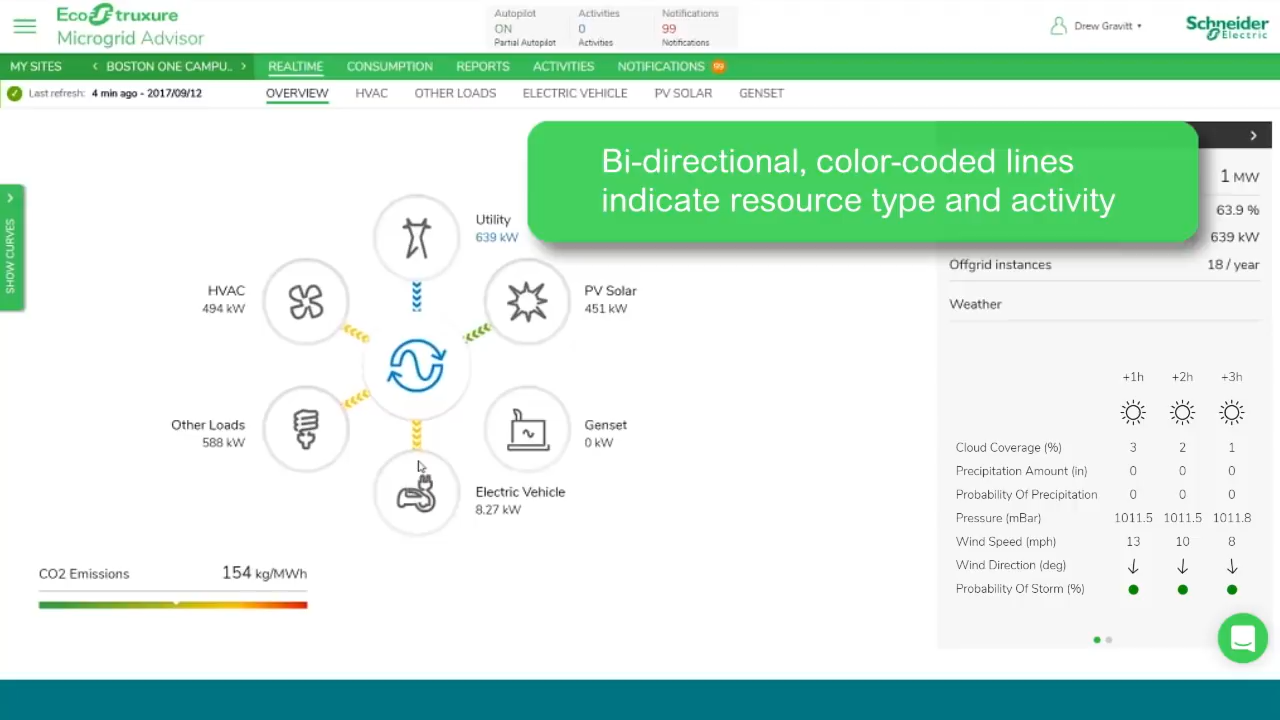 EcoStruxure
Microgrid Advisor
Autopilot
ON
Partial Autopilot
Activities
0
Activities
Notifications
99
Notifications
Drew Gravitt
Schneider
Electric
MY SITES
BOSTON ONE CAMPU..
REALTIME
CONSUMPTION
REPORTS
ACTIVITIES
NOTIFICATIONS 99
Last refresh: 4 min ago - 2017/09/12
OVERVIEW
HVAC
OTHER LOADS
ELECTRIC VEHICLE
PV SOLAR
GENSET
Bi-directional, color-coded lines
indicate resource type and activity
SHOW CURVES
Utility
639 kW
HVAC
494 kW
PV Solar
451 kW
Other Loads
588 kW
Genset
0 kW
Electric Vehicle
8.27 kW
CO2 Emissions 154 kg/MWh
1 MW
63.9 %
639 kW
Offgrid instances 18 / year
Weather
+1h +2h +3h
Cloud Coverage (%) 3 2 1
Precipitation Amount (in) 0 0 0
Probability Of Precipitation 0 0 0
Pressure (mBar) 1011.5 1011.5 1011.8
Wind Speed (mph) 13 10 8
Wind Direction (deg)
Probability Of Storm (%)